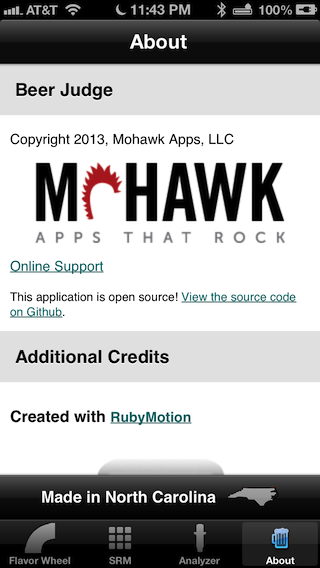 AT&T 11:43 PM 100%
About
Beer Judge
Copyright 2013, Mohawk Apps, LLC
MOHAWK
APPS THAT ROCK
Online Support
This application is open source! View the source code
on Github.
Additional Credits
Created with RubyMotion
Made in North Carolina
Flavor Wheel SRM Analyzer About